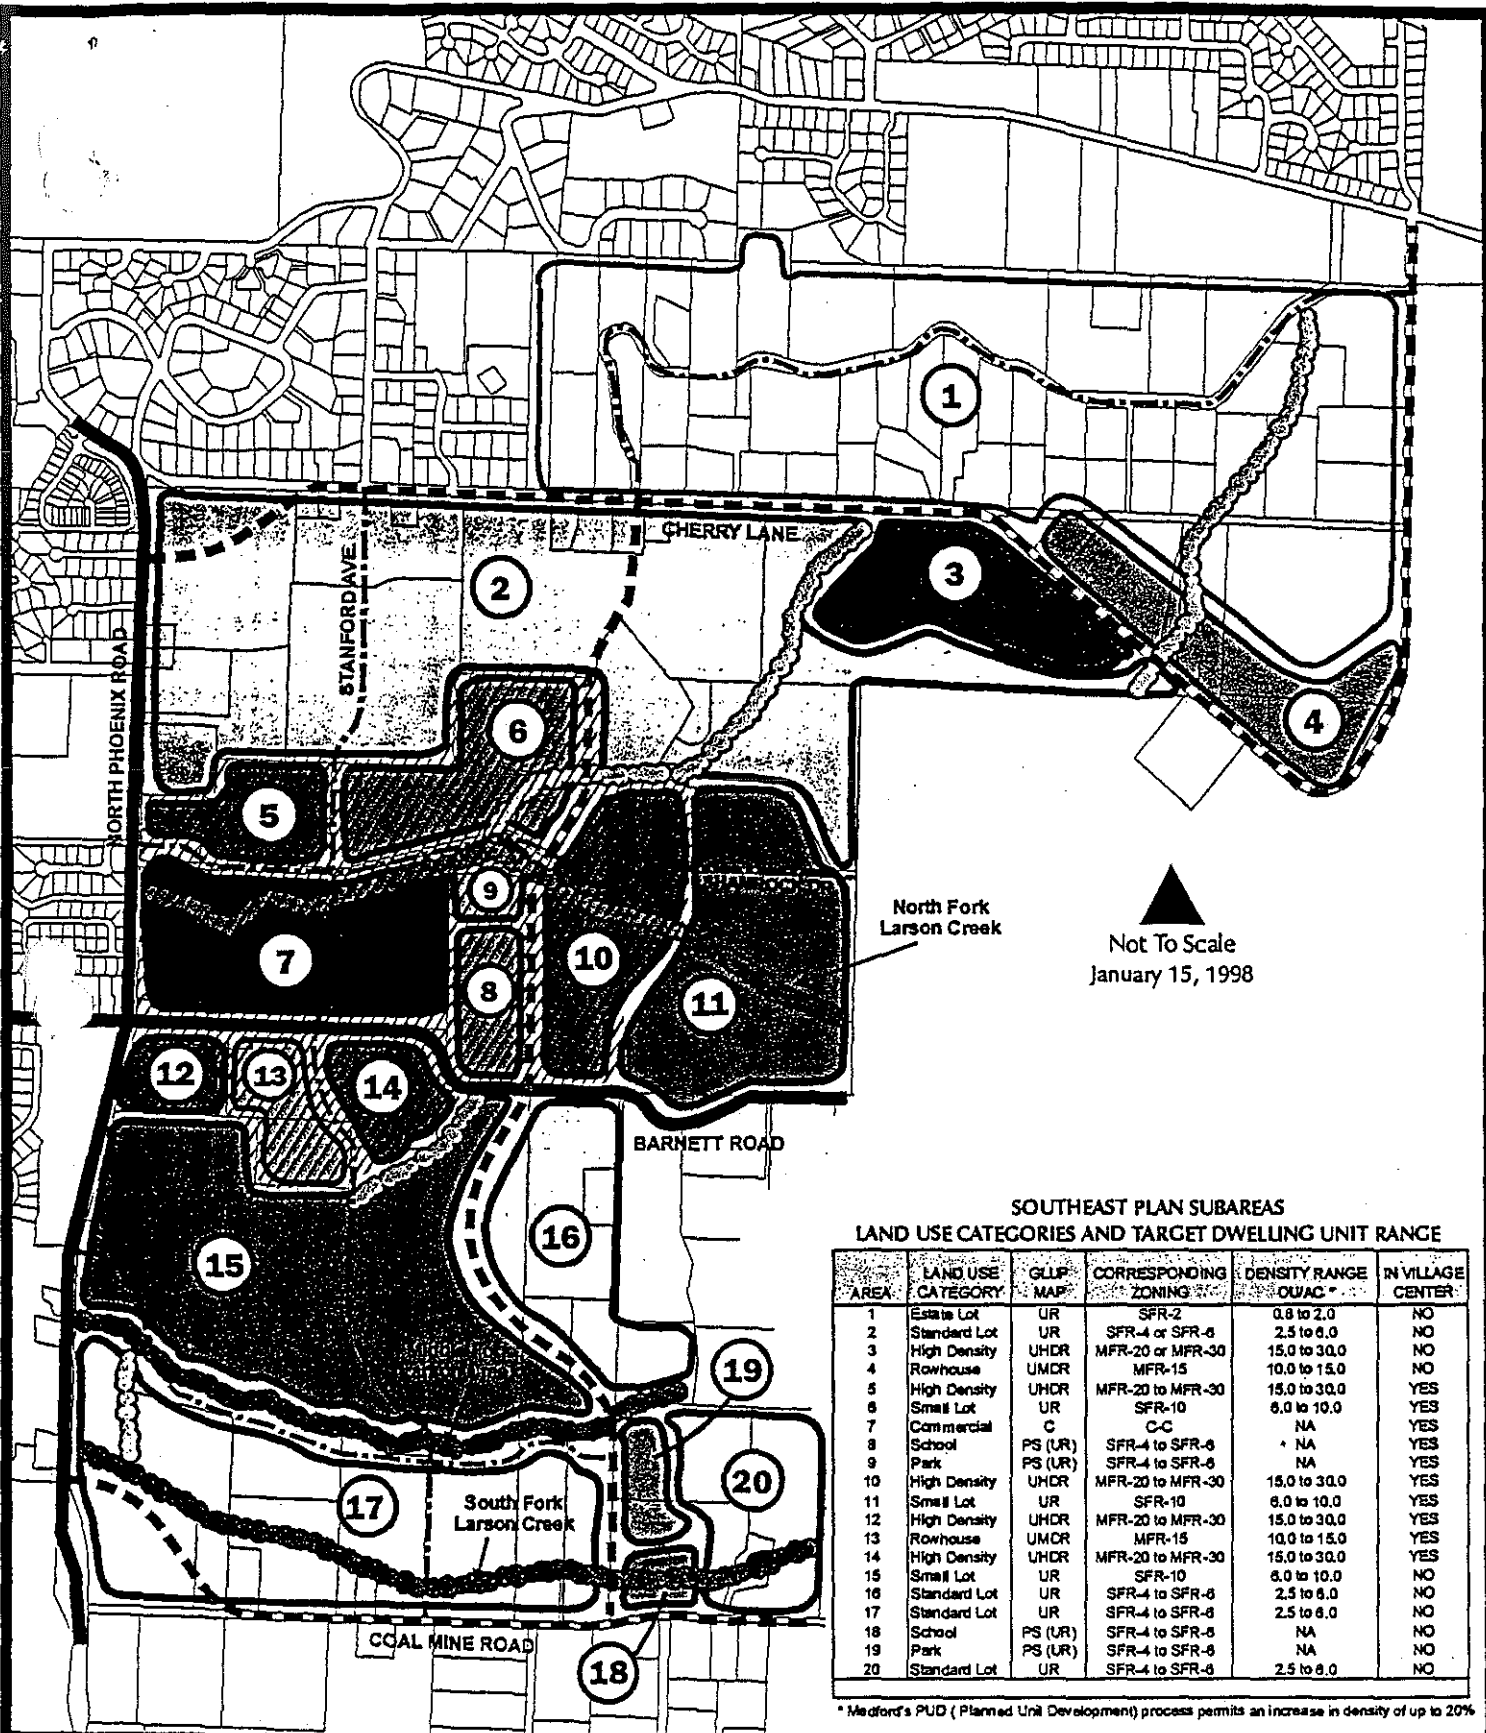 1
CHERRY LANE
2
3
STANFORD AVE.
NORTH PHOENIX ROAD
4
6
5
9
North Fork
Larson Creek
Not To Scale
January 15, 1998
7
8
10
11
12
13
14
BARNETT ROAD
15
16
19
17
South Fork
Larson Creek
20
COAL MINE ROAD
18
SOUTHEAST PLAN SUBAREAS
LAND USE CATEGORIES AND TARGET DWELLING UNIT RANGE
AREA LAND USE CATEGORY GLUP MAP CORRESPONDING ZONING DENSITY RANGE DU/AC * IN VILLAGE CENTER
1 Estate Lot UR SFR-2 0.8 to 2.0 NO
2 Standard Lot UR SFR-4 or SFR-6 2.5 to 6.0 NO
3 High Density UHDR MFR-20 or MFR-30 15.0 to 30.0 NO
4 Rowhouse UMDR MFR-15 10.0 to 15.0 NO
5 High Density UHDR MFR-20 to MFR-30 15.0 to 30.0 YES
6 Small Lot UR SFR-10 6.0 to 10.0 YES
7 Commercial C C-C NA YES
8 School PS (UR) SFR-4 to SFR-6 NA YES
9 Park PS (UR) SFR-4 to SFR-6 NA YES
10 High Density UHDR MFR-20 to MFR-30 15.0 to 30.0 YES
11 Small Lot UR SFR-10 6.0 to 10.0 YES
12 High Density UHDR MFR-20 to MFR-30 15.0 to 30.0 YES
13 Rowhouse UMDR MFR-15 10.0 to 15.0 YES
14 High Density UHDR MFR-20 to MFR-30 15.0 to 30.0 YES
15 Small Lot UR SFR-10 6.0 to 10.0 NO
16 Standard Lot UR SFR-4 to SFR-6 2.5 to 6.0 NO
17 Standard Lot UR SFR-4 to SFR-6 2.5 to 6.0 NO
18 School PS (UR) SFR-4 to SFR-6 NA NO
19 Park PS (UR) SFR-4 to SFR-6 NA NO
20 Standard Lot UR SFR-4 to SFR-6 2.5 to 6.0 NO
* Medford's PUD ( Planned Unit Development) process permits an increase in density of up to 20%